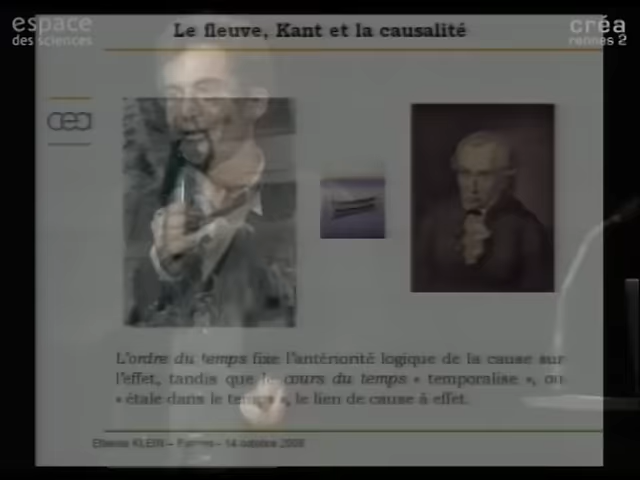 espace
des sciences
Le fleuve, Kant et la causalité
créa
rennes 2
cea
L'ordre du temps fixe l'antériorité logique de la cause sur
l'effet, tandis que le cours du temps « temporalise », ou
« étale dans le temps », le lien de cause à effet.
Etienne KLEIN – Rennes – 14 octobre 2008